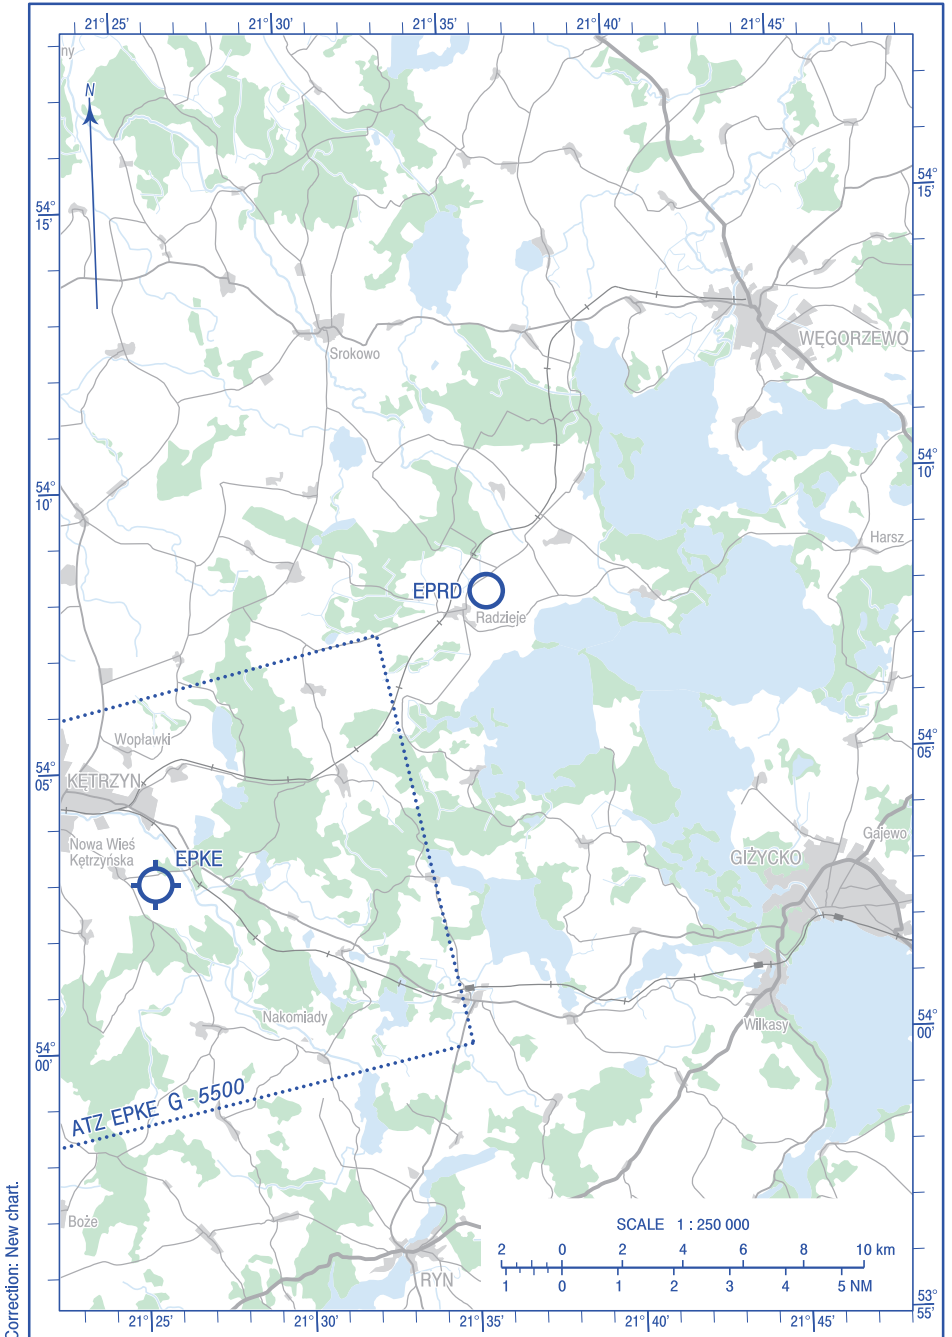 21° 25' 21° 30' 21° 35' 21° 40' 21° 45'
ny
N
54°
15'
54°
15'
WĘGORZEWO
Srokowo
54°
10'
54°
10'
Harsz
EPRD
Radzieje
Wopławki
54°
05'
54°
05'
KĘTRZYN
Nowa Wieś
Kętrzyńska
EPKE
Gajewo
GIŻYCKO
Nakomiady
Wilkasy
54°
00'
54°
00'
ATZ EPKE G - 5500
Boże
RYN
SCALE 1 : 250 000
2 0 2 4 6 8 10 km
1 0 1 2 3 4 5 NM
53°
55'
21° 25' 21° 30' 21° 35' 21° 40' 21° 45'
Correction: New chart.